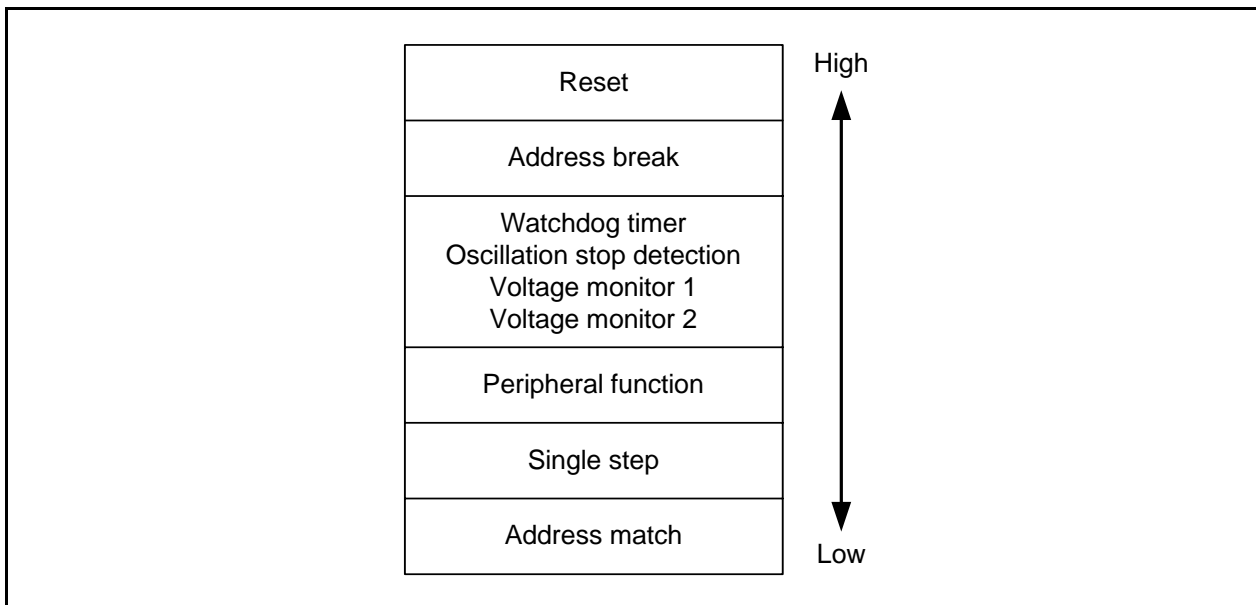 Reset
High
Address break
Watchdog timer
Oscillation stop detection
Voltage monitor 1
Voltage monitor 2
Peripheral function
Single step
Address match
Low